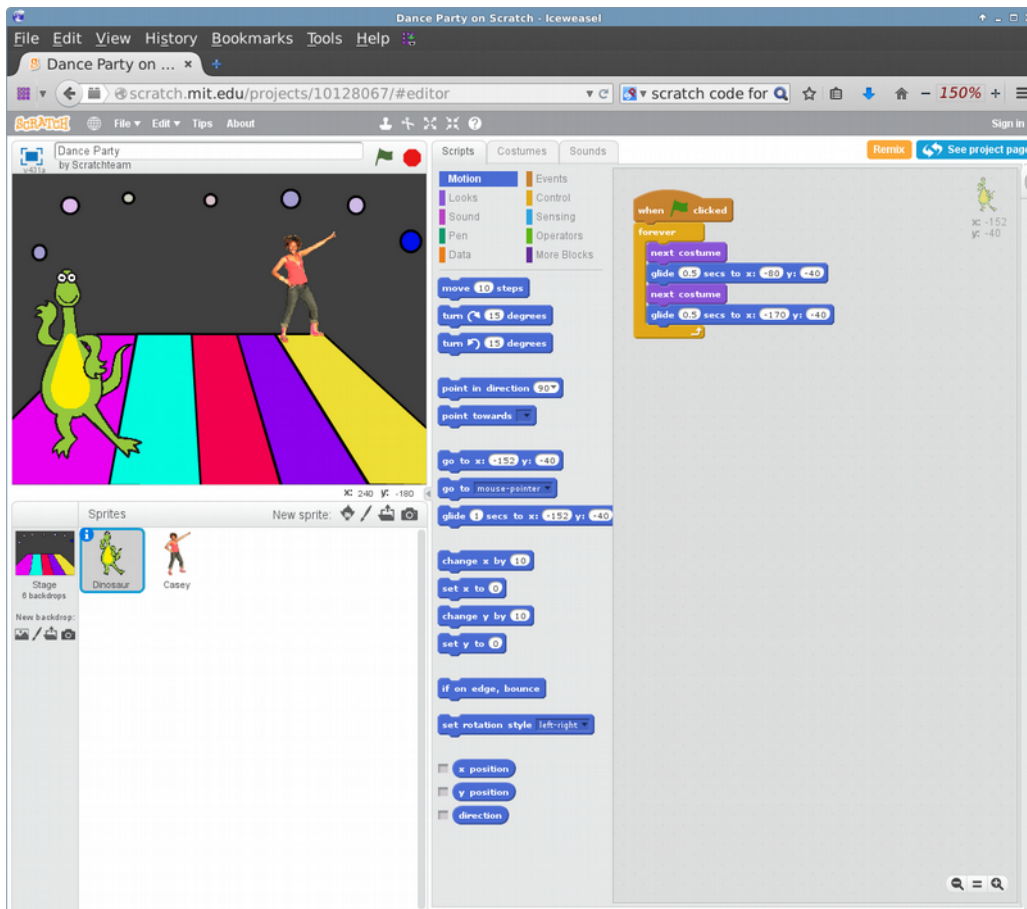 Dance Party on Scratch - Iceweasel
File Edit View History Bookmarks Tools Help
Dance Party on ... × +
scratch.mit.edu/projects/10128067/#editor
scratch code for
150%
SCRATCH File Edit Tips About
Sign in
Dance Party
by Scratchteam
v431a
Scripts Costumes Sounds
Remix
See project page
Motion Events
Looks Control
Sound Sensing
Pen Operators
Data More Blocks
move 10 steps
turn 15 degrees
turn 15 degrees
point in direction 90
point towards
go to x: -152 y: -40
go to mouse-pointer
glide 1 secs to x: -152 y: -40
change x by 10
set x to 0
change y by 10
set y to 0
if on edge, bounce
set rotation style left-right
x position
y position
direction
when clicked
forever
next costume
glide 0.5 secs to x: -80 y: -40
next costume
glide 0.5 secs to x: -170 y: -40
x: -152
y: -40
X: 240 y: -180
Sprites
New sprite:
Stage
6 backdrops
New backdrop:
Dinosaur
Casey